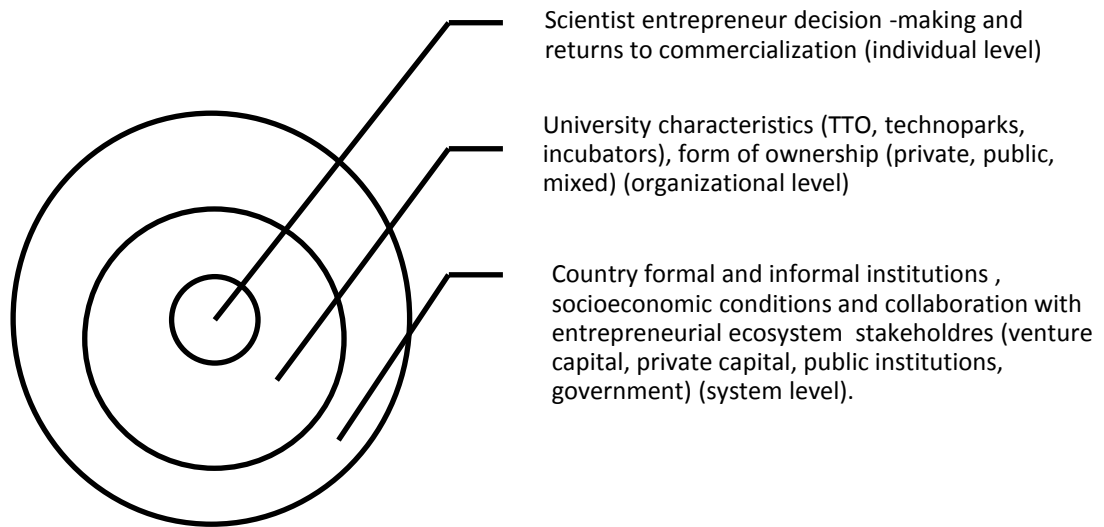 Scientist entrepreneur decision -making and
returns to commercialization (individual level)
University characteristics (TTO, technoparks,
incubators), form of ownership (private, public,
mixed) (organizational level)
Country formal and informal institutions ,
socioeconomic conditions and collaboration with
entrepreneurial ecosystem stakeholdres (venture
capital, private capital, public institutions,
government) (system level).